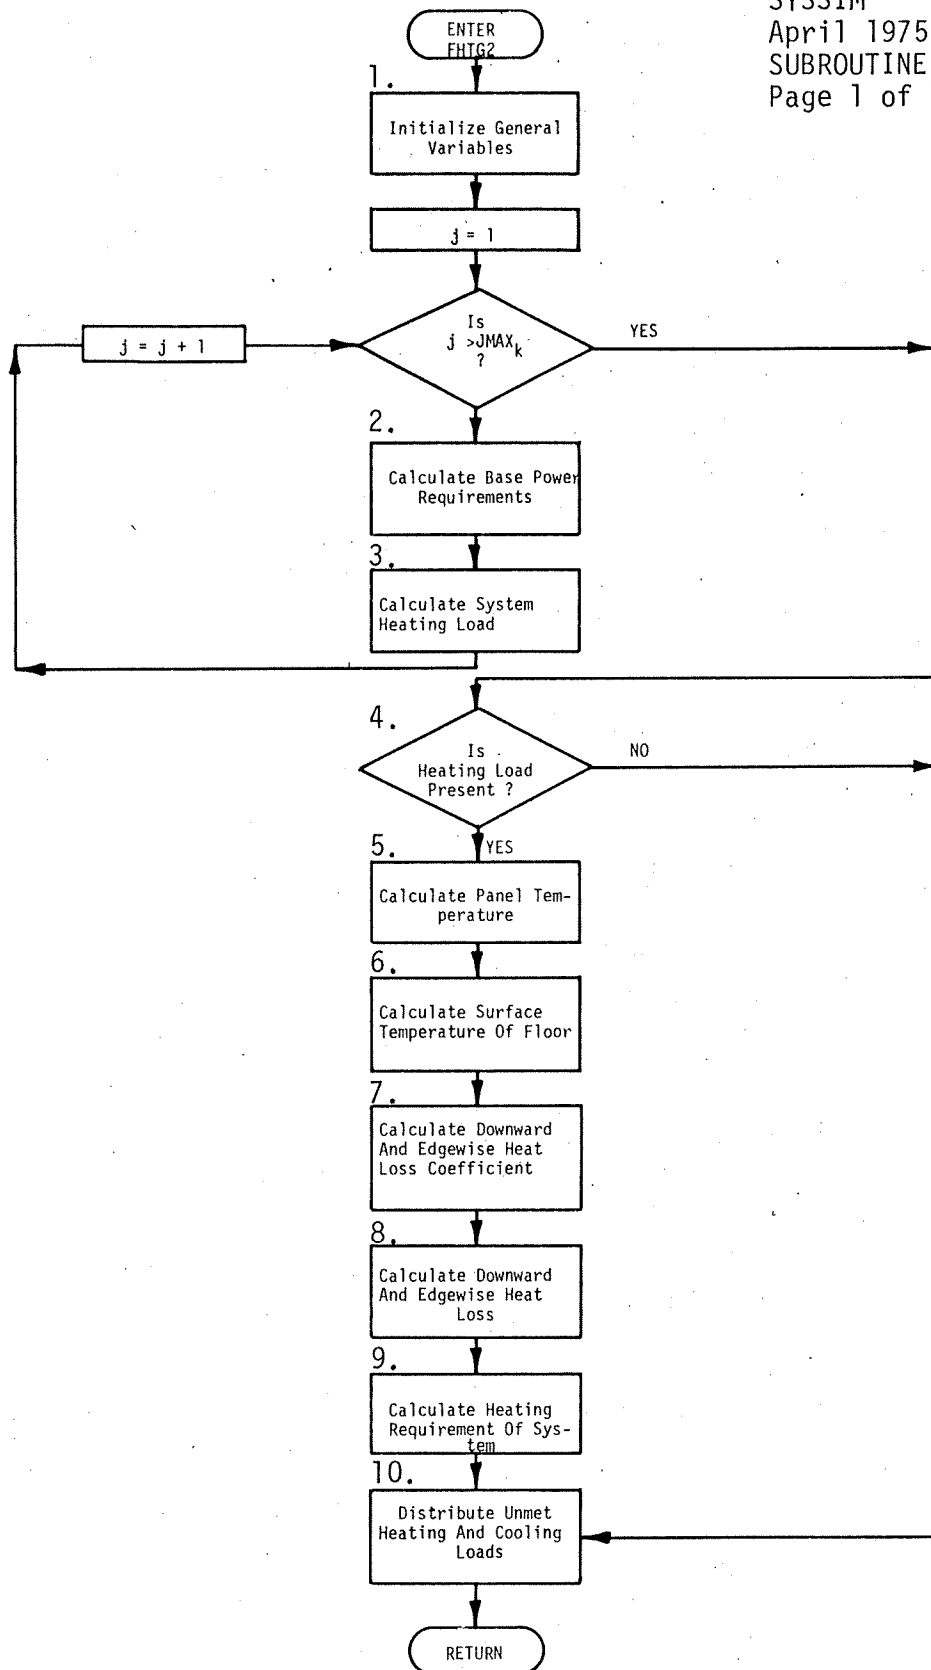 SYSSIM
April 1975
SUBROUTINE
Page 1 of
ENTER
FHTG2
1.
Initialize General
Variables
j = 1
Is
j >JMAXk
?
YES
j = j + 1
2.
Calculate Base Power
Requirements
3.
Calculate System
Heating Load
4.
Is
Heating Load
Present ?
NO
YES
5.
Calculate Panel Tem-
perature
6.
Calculate Surface
Temperature Of Floor
7.
Calculate Downward
And Edgewise Heat
Loss Coefficient
8.
Calculate Downward
And Edgewise Heat
Loss
9.
Calculate Heating
Requirement Of Sys-
tem
10.
Distribute Unmet
Heating And Cooling
Loads
RETURN